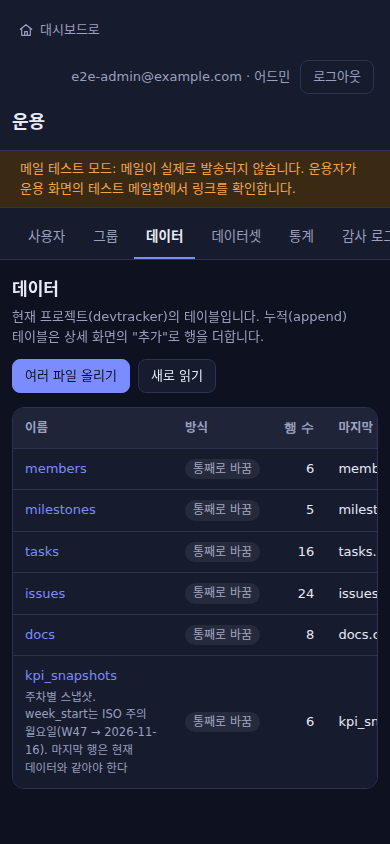 대시보드로
e2e-admin@example.com · 어드민 로그아웃
운용
메일 테스트 모드: 메일이 실제로 발송되지 않습니다. 운용자가
운용 화면의 테스트 메일함에서 링크를 확인합니다.
사용자 그룹 데이터 데이터셋 통계 감사 로그
데이터
현재 프로젝트(devtracker)의 테이블입니다. 누적(append)
테이블은 상세 화면의 "추가"로 행을 더합니다.
여러 파일 올리기 새로 읽기
이름 방식 행 수 마지막
members 통째로 바꿈 6 memb
milestones 통째로 바꿈 5 milest
tasks 통째로 바꿈 16 tasks.
issues 통째로 바꿈 24 issues
docs 통째로 바꿈 8 docs.c
kpi_snapshots
주차별 스냅샷.
week_start는 ISO 주의
월요일(W47 → 2026-11-
16). 마지막 행은 현재
데이터와 같아야 한다
통째로 바꿈 6 kpi_sn